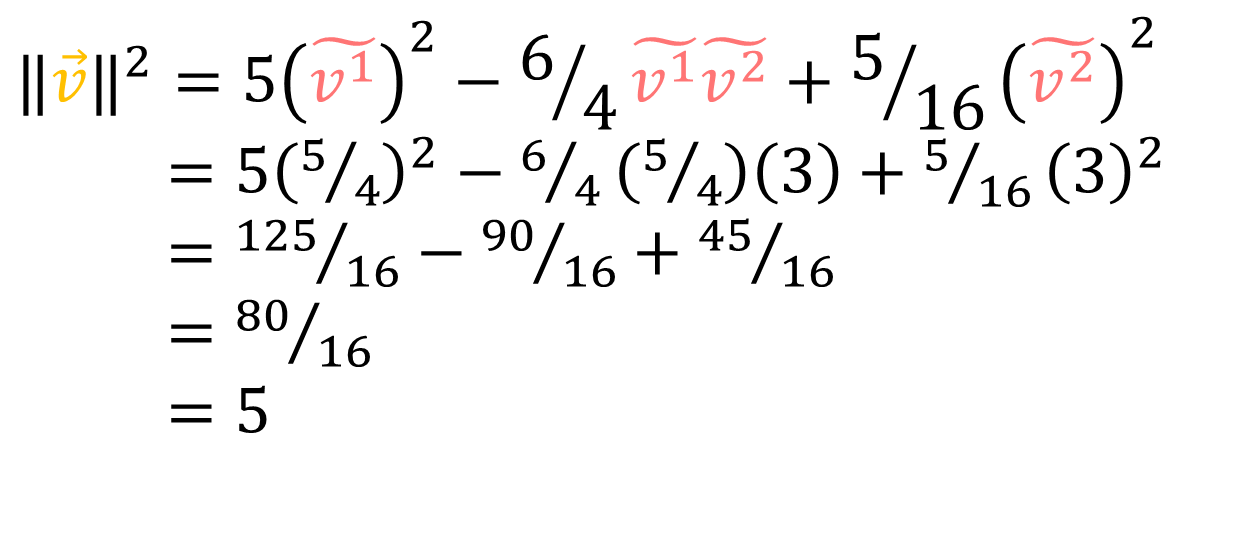 ‖v⃗‖² = 5(ṽ¹)² − 6/4 ṽ¹ṽ² + 5/16 (ṽ²)²
= 5(5/4)² − 6/4 (5/4)(3) + 5/16 (3)²
= 125/16 − 90/16 + 45/16
= 80/16
= 5